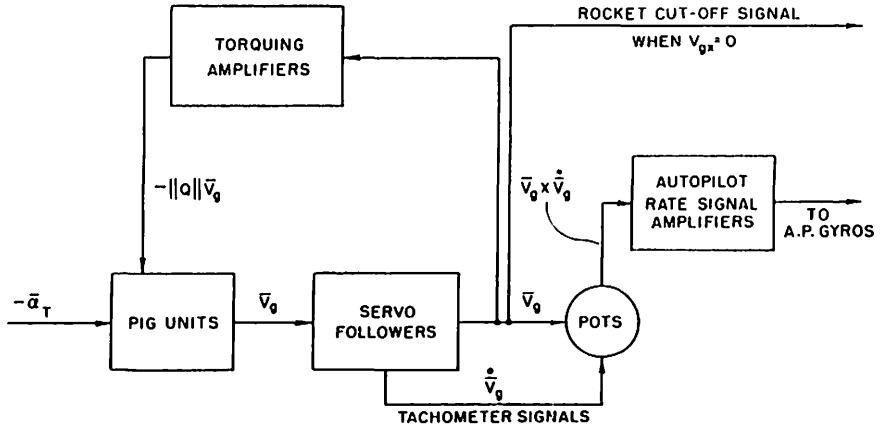 ROCKET CUT-OFF SIGNAL
WHEN V_gx = 0
TORQUING
AMPLIFIERS
-||Q|| V̄_g
V̄_g × V̄̇_g
AUTOPILOT
RATE SIGNAL
AMPLIFIERS
TO
A.P. GYROS
-ᾱ_T
PIG UNITS
V̄_g
SERVO
FOLLOWERS
V̄_g
POTS
V̄̇_g
TACHOMETER SIGNALS